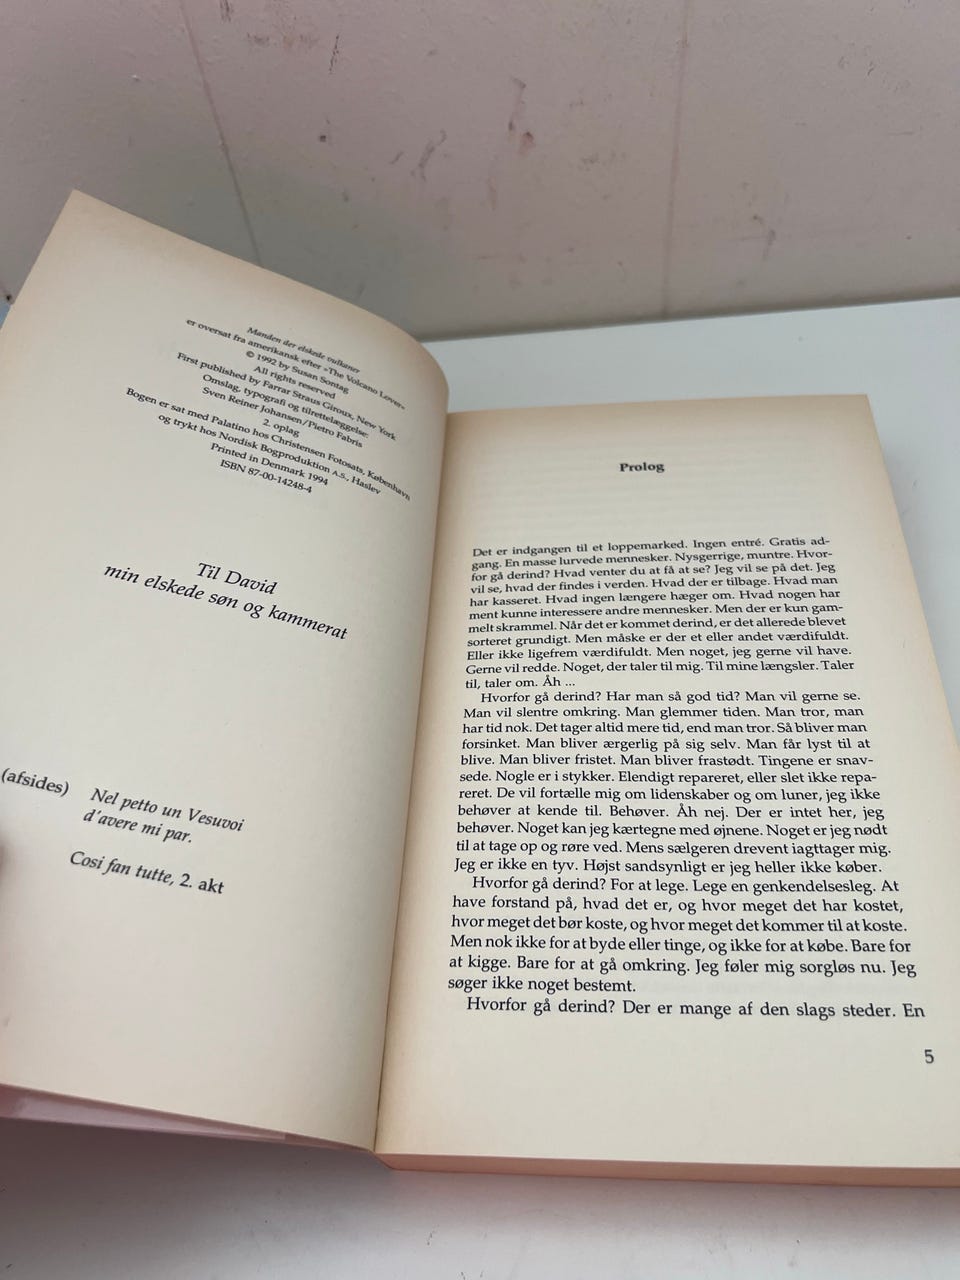 Manden der elskede vulkaner
er oversat fra amerikansk efter »The Volcano Lover«
© 1992 by Susan Sontag
All rights reserved
First published by Farrar Straus Giroux, New York
Omslag, typografi og tilrettelæggelse:
Sven Reiner Johansen/Pietro Fabris
2. oplag
Bogen er sat med Palatino hos Christensen Fotosats, København
og trykt hos Nordisk Bogproduktion A.S., Haslev
Printed in Denmark 1994
ISBN 87-00-14248-4
Til David
min elskede søn og kammerat
(afsides) Nel petto un Vesuvoi
d'avere mi par.
Cosi fan tutte, 2. akt
Prolog
Det er indgangen til et loppemarked. Ingen entré. Gratis ad-
gang. En masse lurvede mennesker. Nysgerrige, muntre. Hvor-
for gå derind? Hvad venter du at få at se? Jeg vil se på det. Jeg
vil se, hvad der findes i verden. Hvad der er tilbage. Hvad man
har kasseret. Hvad ingen længere hæger om. Hvad nogen har
ment kunne interessere andre mennesker. Men der er kun gam-
melt skrammel. Når det er kommet derind, er det allerede blevet
sorteret grundigt. Men måske er der et eller andet værdifuldt.
Eller ikke ligefrem værdifuldt. Men noget, jeg gerne vil have.
Gerne vil redde. Noget, der taler til mig. Til mine længsler. Taler
til, taler om. Åh ...
Hvorfor gå derind? Har man så god tid? Man vil gerne se.
Man vil slentre omkring. Man glemmer tiden. Man tror, man
har tid nok. Det tager altid mere tid, end man tror. Så bliver man
forsinket. Man bliver ærgerlig på sig selv. Man får lyst til at
blive. Man bliver fristet. Man bliver frastødt. Tingene er snav-
sede. Nogle er i stykker. Elendigt repareret, eller slet ikke repa-
reret. De vil fortælle mig om lidenskaber og om luner, jeg ikke
behøver at kende til. Behøver. Åh nej. Der er intet her, jeg
behøver. Noget kan jeg kærtegne med øjnene. Noget er jeg nødt
til at tage op og røre ved. Mens sælgeren drevent iagttager mig.
Jeg er ikke en tyv. Højst sandsynligt er jeg heller ikke køber.
Hvorfor gå derind? For at lege. Lege en genkendelsesleg. At
have forstand på, hvad det er, og hvor meget det har kostet,
hvor meget det bør koste, og hvor meget det kommer til at koste.
Men nok ikke for at byde eller tinge, og ikke for at købe. Bare for
at kigge. Bare for at gå omkring. Jeg føler mig sorgløs nu. Jeg
søger ikke noget bestemt.
Hvorfor gå derind? Der er mange af den slags steder. En
5